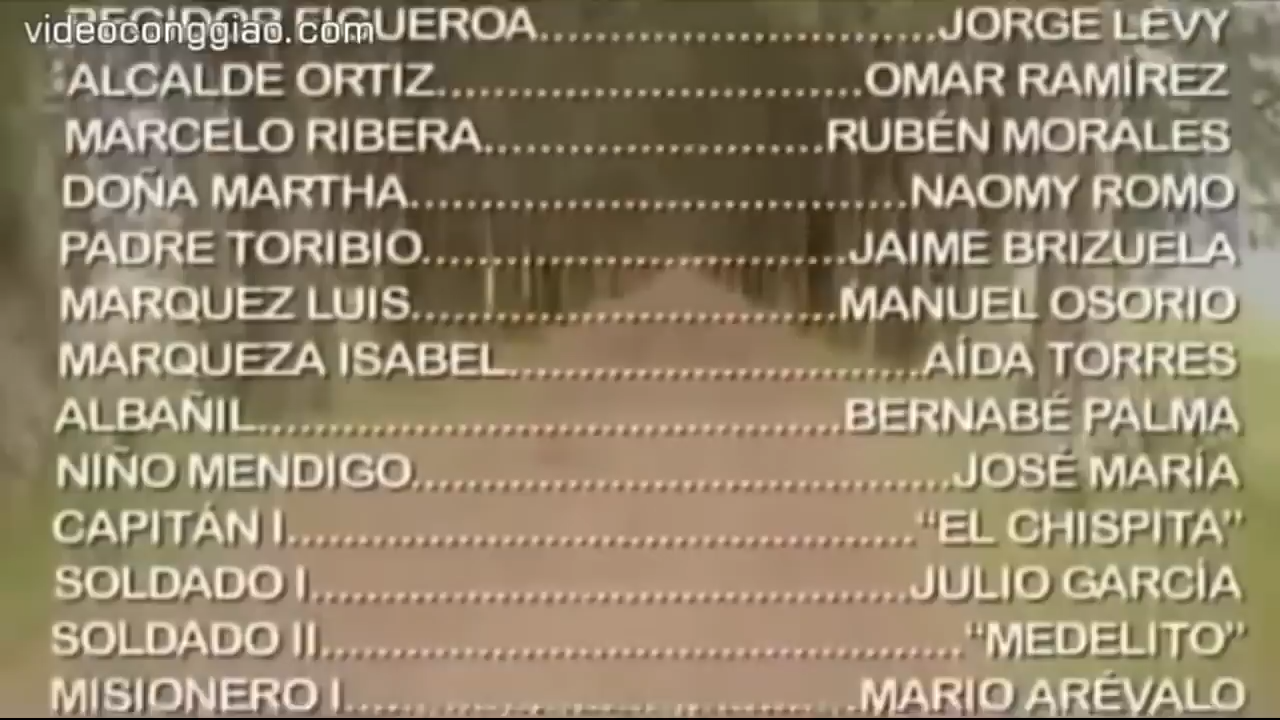 videoconggiao.com
REGIDOR FIGUEROA..............................JORGE LEVY
ALCALDE ORTIZ..............................OMAR RAMÍREZ
MARCELO RIBERA........................RUBÉN MORALES
DOÑA MARTHA...................................NAOMY ROMO
PADRE TORIBIO..............................JAIME BRIZUELA
MARQUEZ LUIS..............................MANUEL OSORIO
MARQUEZA ISABEL..............................AÍDA TORRES
ALBAÑIL.........................................BERNABÉ PALMA
NIÑO MENDIGO......................................JOSÉ MARÍA
CAPITÁN I............................................“EL CHISPITA”
SOLDADO I..........................................JULIO GARCÍA
SOLDADO II.............................................“MEDELITO”
MISIONERO I....................................MARIO ARÉVALO